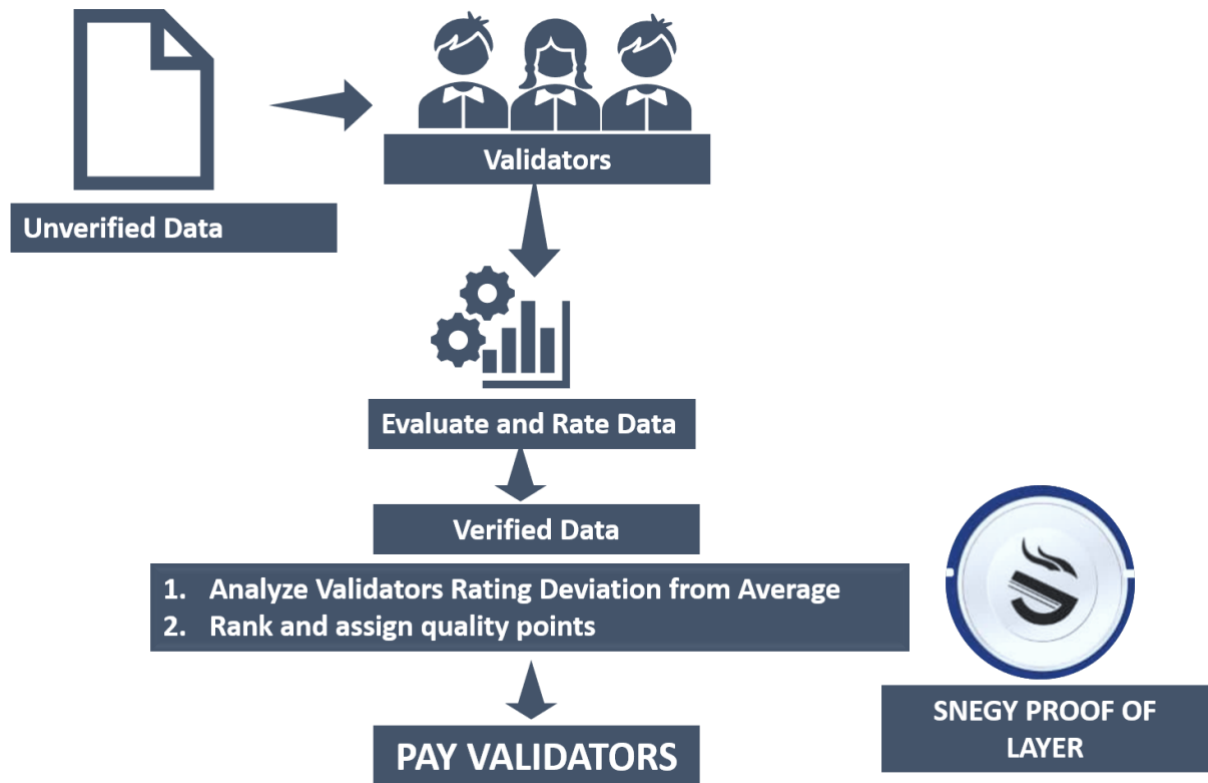 Unverified Data
Validators
Evaluate and Rate Data
Verified Data
1. Analyze Validators Rating Deviation from Average
2. Rank and assign quality points
PAY VALIDATORS
SNEGY PROOF OF
LAYER